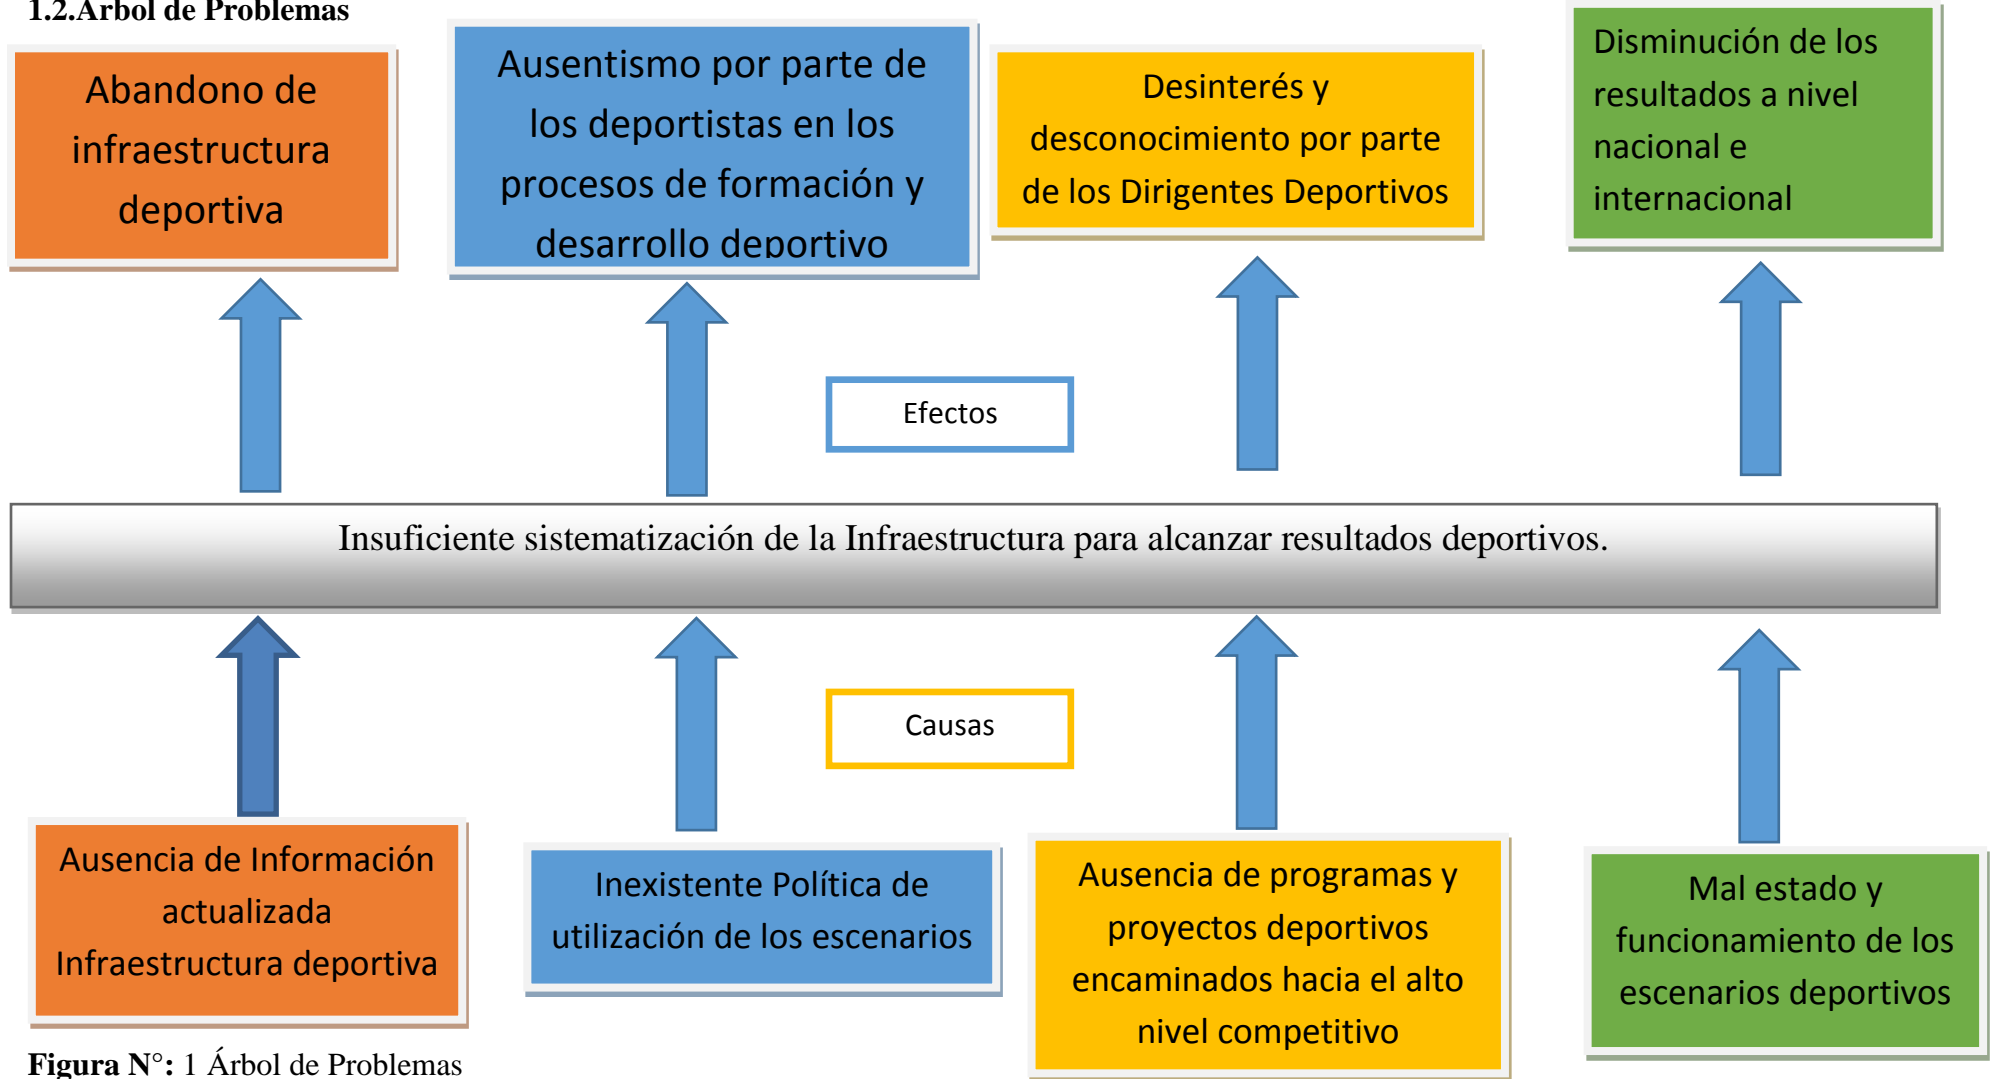 1.2.Árbol de Problemas
Abandono de
infraestructura
deportiva
Ausentismo por parte de
los deportistas en los
procesos de formación y
desarrollo deportivo
Desinterés y
desconocimiento por parte
de los Dirigentes Deportivos
Disminución de los
resultados a nivel
nacional e
internacional
Efectos
Insuficiente sistematización de la Infraestructura para alcanzar resultados deportivos.
Causas
Ausencia de Información
actualizada
Infraestructura deportiva
Inexistente Política de
utilización de los escenarios
Ausencia de programas y
proyectos deportivos
encaminados hacia el alto
nivel competitivo
Mal estado y
funcionamiento de los
escenarios deportivos
Figura N°: 1 Árbol de Problemas